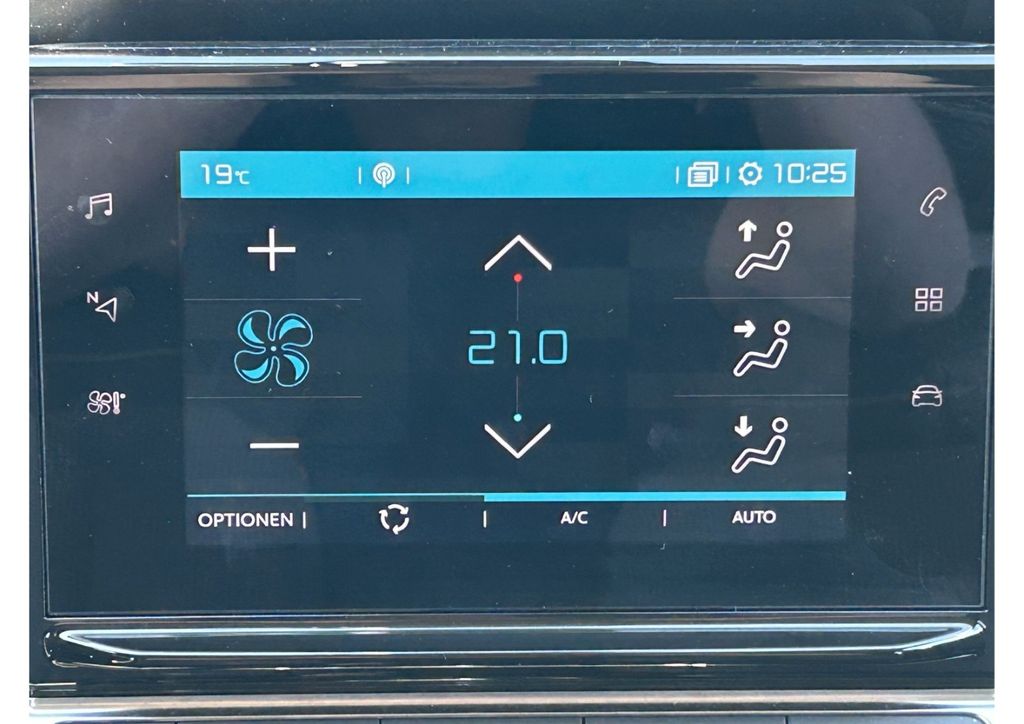 19°C 10:25
N
21.0
OPTIONEN A/C AUTO